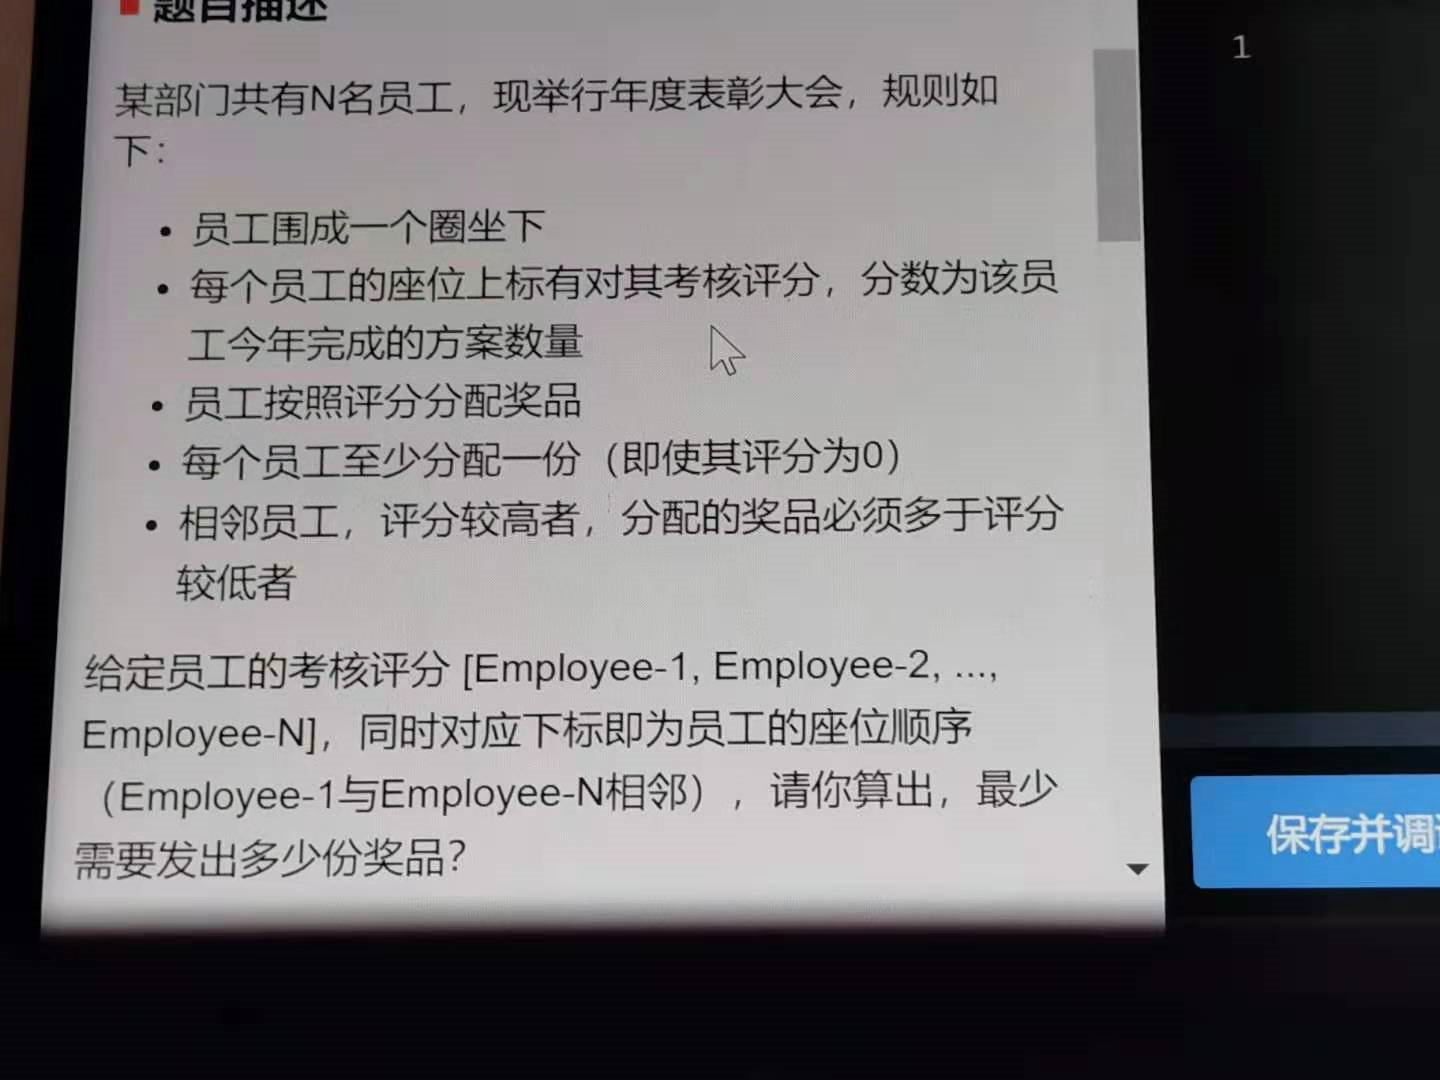 题目描述
1
某部门共有N名员工，现举行年度表彰大会，规则如
下：
• 员工围成一个圈坐下
• 每个员工的座位上标有对其考核评分，分数为该员
工今年完成的方案数量
• 员工按照评分分配奖品
• 每个员工至少分配一份（即使其评分为0）
• 相邻员工，评分较高者，分配的奖品必须多于评分
较低者
给定员工的考核评分 [Employee-1, Employee-2, ...,
Employee-N]，同时对应下标即为员工的座位顺序
（Employee-1与Employee-N相邻），请你算出，最少
需要发出多少份奖品？
保存并调